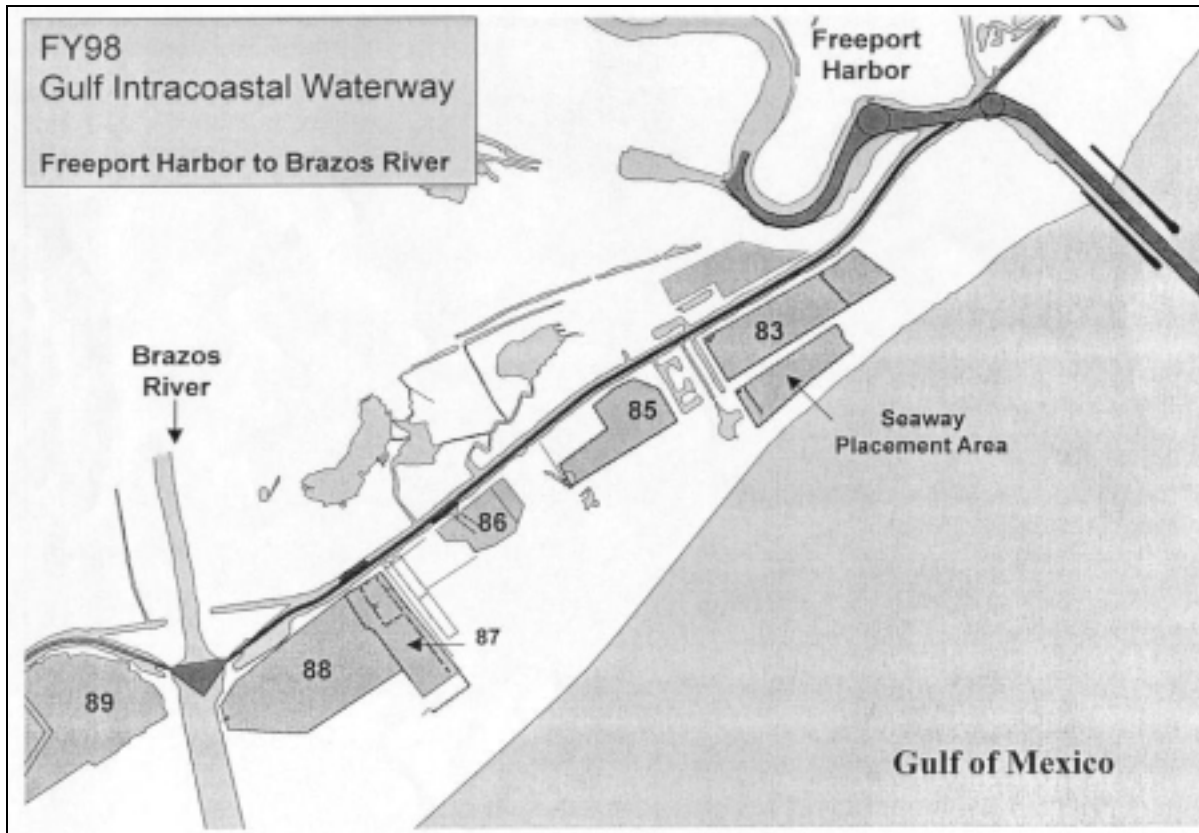 FY98
Gulf Intracoastal Waterway
Freeport Harbor to Brazos River
Freeport
Harbor
Brazos
River
83
85
Seaway
Placement Area
86
87
88
89
Gulf of Mexico